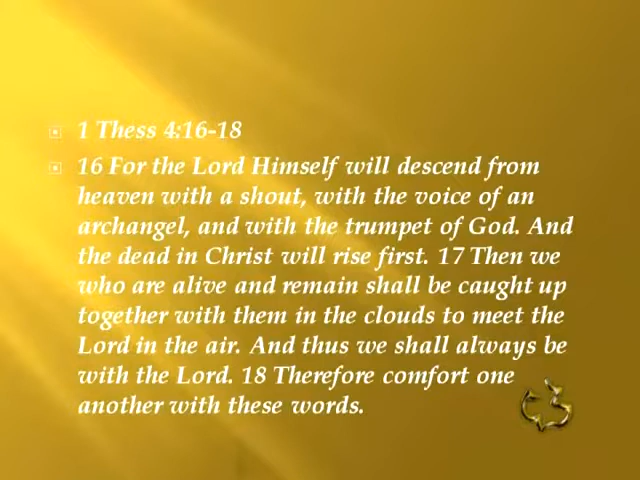 1 Thess 4:16-18
16 For the Lord Himself will descend from
heaven with a shout, with the voice of an
archangel, and with the trumpet of God. And
the dead in Christ will rise first. 17 Then we
who are alive and remain shall be caught up
together with them in the clouds to meet the
Lord in the air. And thus we shall always be
with the Lord. 18 Therefore comfort one
another with these words.